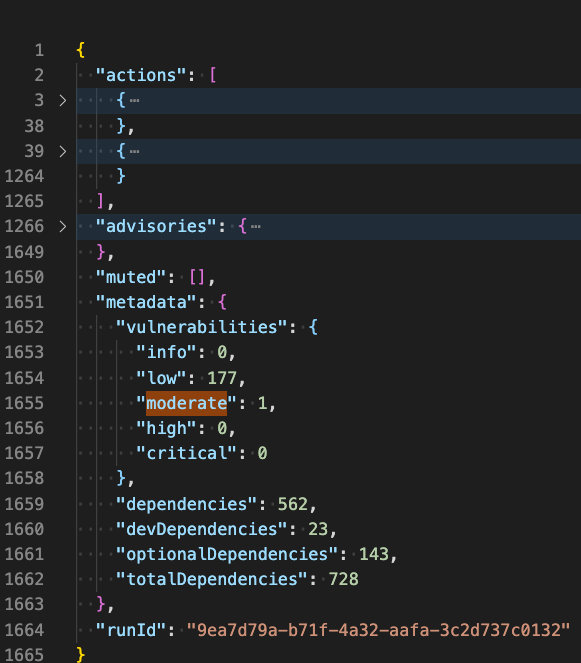 1 {
2 "actions": [
3 > { ⋯
38 },
39 > { ⋯
1264 }
1265 ],
1266 > "advisories": { ⋯
1649 },
1650 "muted": [],
1651 "metadata": {
1652 "vulnerabilities": {
1653 "info": 0,
1654 "low": 177,
1655 "moderate": 1,
1656 "high": 0,
1657 "critical": 0
1658 },
1659 "dependencies": 562,
1660 "devDependencies": 23,
1661 "optionalDependencies": 143,
1662 "totalDependencies": 728
1663 },
1664 "runId": "9ea7d79a-b71f-4a32-aafa-3c2d737c0132"
1665 }